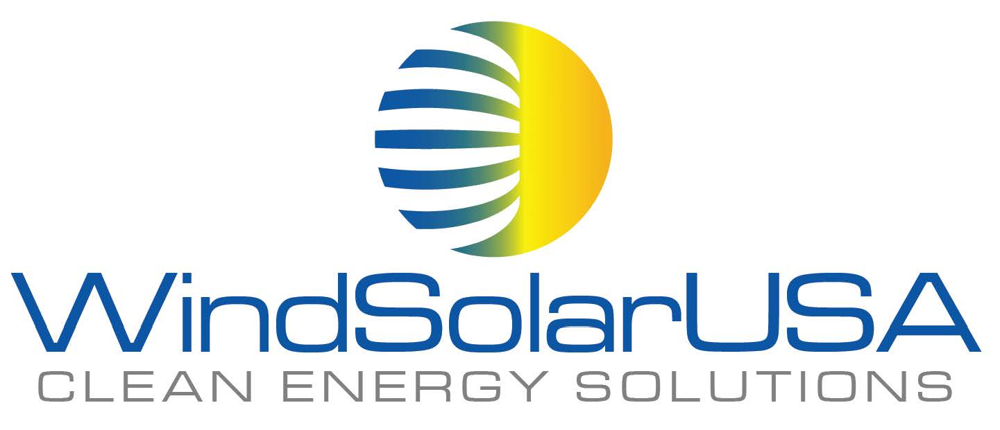 WindSolarUSA
CLEAN ENERGY SOLUTIONS